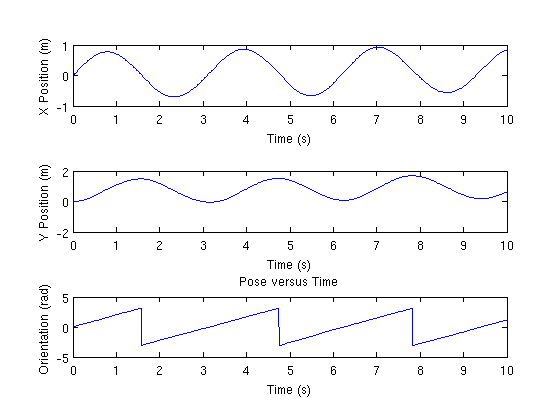 X Position (m)
1
0
-1
0 1 2 3 4 5 6 7 8 9 10
Time (s)
Y Position (m)
2
0
-2
0 1 2 3 4 5 6 7 8 9 10
Time (s)
Pose versus Time
Orientation (rad)
5
0
-5
0 1 2 3 4 5 6 7 8 9 10
Time (s)